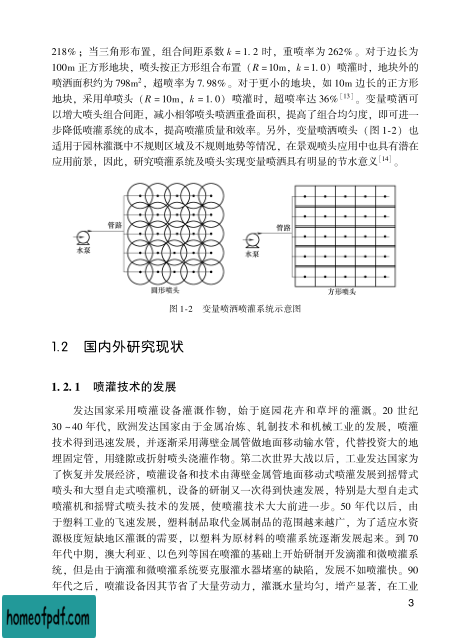 218%；当三角形布置，组合间距系数 k = 1.2 时，重喷率为 262%。对于边长为
100m 正方形地块，喷头按正方形组合布置（R = 10m，k = 1.0）喷灌时，地块外的
喷洒面积约为 798m²，超喷率为 7.98%。对于更小的地块，如 10m 边长的正方形
地块，采用单喷头（R = 10m，k = 1.0）喷灌时，超喷率达 36%[13]。变量喷洒可
以增大喷头组合间距，减小相邻喷头喷洒重叠面积，提高了组合均匀度，即可进一
步降低喷灌系统的成本，提高喷灌质量和效率。另外，变量喷洒喷头（图 1-2）也
适用于园林灌溉中不规则区域及不规则地势等情况，在景观喷头应用中也具有潜在
应用前景，因此，研究喷灌系统及喷头实现变量喷洒具有明显的节水意义[14]。
管路
水泵
圆形喷头
管路
水泵
方形喷头
图 1-2 变量喷洒喷灌系统示意图
1.2 国内外研究现状
1.2.1 喷灌技术的发展
发达国家采用喷灌设备灌溉作物，始于庭园花卉和草坪的灌溉。20 世纪
30 ~ 40 年代，欧洲发达国家由于金属冶炼、轧制技术和机械工业的发展，喷灌
技术得到迅速发展，并逐渐采用薄壁金属管做地面移动输水管，代替投资大的地
埋固定管，用缝隙或折射喷头浇灌作物。第二次世界大战以后，工业发达国家为
了恢复并发展经济，喷灌设备和技术由薄壁金属管地面移动式喷灌发展到摇臂式
喷头和大型自走式喷灌机，设备的研制又一次得到快速发展，特别是大型自走式
喷灌机和摇臂式喷头技术的发展，使喷灌技术大大前进一步。50 年代以后，由
于塑料工业的飞速发展，塑料制品取代金属制品的范围越来越广，为了适应水资
源极度短缺地区灌溉的需要，以塑料为原材料的喷灌系统逐渐发展起来。到 70
年代中期，澳大利亚、以色列等国在喷灌的基础上开始研制开发滴灌和微喷灌系
统，但是由于滴灌和微喷灌系统要克服灌水器堵塞的缺陷，发展不如喷灌快。90
年代之后，喷灌设备因其节省了大量劳动力，灌溉水量均匀，增产显著，在工业
3
homeofpdf.com